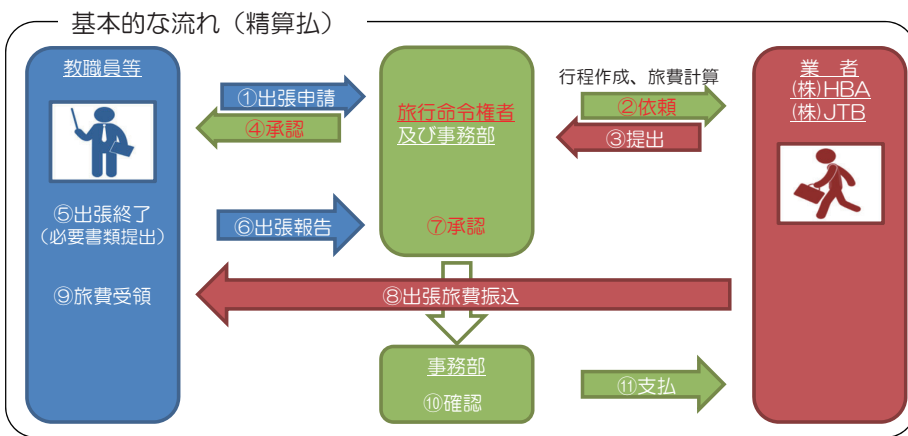 基本的な流れ（精算払）
教職員等
①出張申請
④承認
旅行命令権者
及び事務部
行程作成、旅費計算
②依頼
③提出
業　者
(株)HBA
(株)JTB
⑤出張終了
（必要書類提出）
⑥出張報告
⑦承認
⑧出張旅費振込
⑨旅費受領
事務部
⑩確認
⑪支払